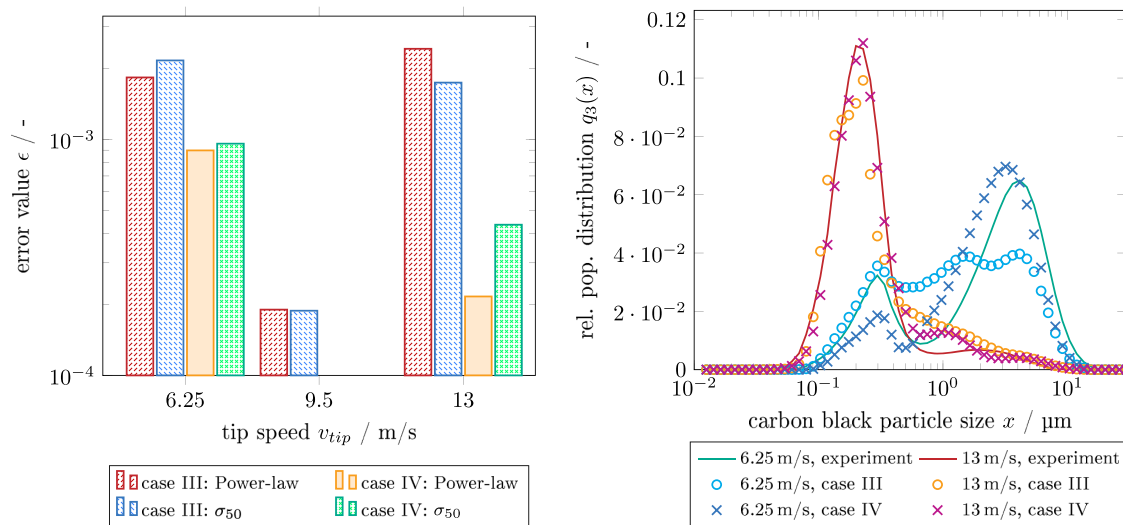 error value ϵ / -
10⁻³
10⁻⁴
6.25 9.5 13
tip speed v_tip / m/s
case III: Power-law case IV: Power-law
case III: σ₅₀ case IV: σ₅₀
rel. pop. distribution q₃(x) / -
0.12
0.1
8 · 10⁻²
6 · 10⁻²
4 · 10⁻²
2 · 10⁻²
0
10⁻² 10⁻¹ 10⁰ 10¹
carbon black particle size x / µm
6.25 m/s, experiment 13 m/s, experiment
6.25 m/s, case III 13 m/s, case III
6.25 m/s, case IV 13 m/s, case IV